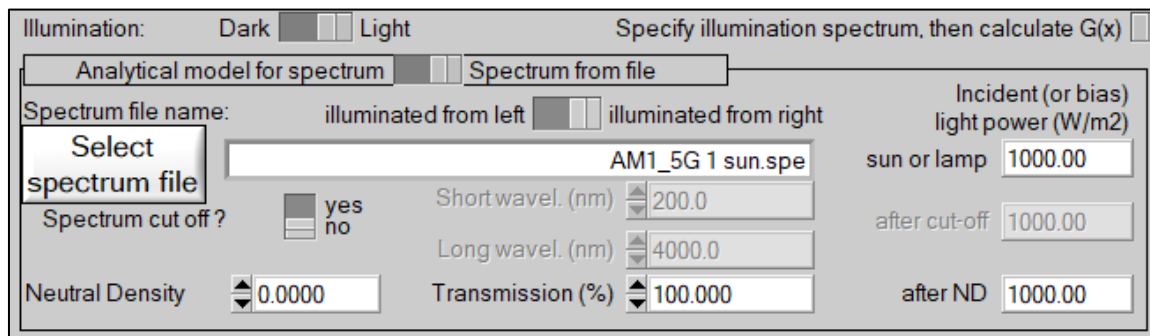 Illumination: Dark Light Specify illumination spectrum, then calculate G(x)
Analytical model for spectrum Spectrum from file
Spectrum file name: illuminated from left illuminated from right Incident (or bias)
light power (W/m2)
Select
spectrum file AM1_5G 1 sun.spe sun or lamp 1000.00
Spectrum cut off ? yes
no Short wavel. (nm) 200.0 after cut-off 1000.00
Long wavel. (nm) 4000.0
Neutral Density 0.0000 Transmission (%) 100.000 after ND 1000.00